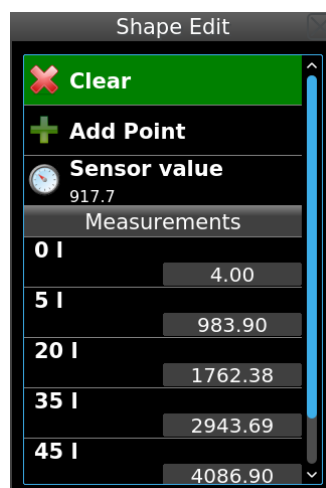 Shape Edit
Clear
Add Point
Sensor value
917.7
Measurements
0 l
4.00
5 l
983.90
20 l
1762.38
35 l
2943.69
45 l
4086.90